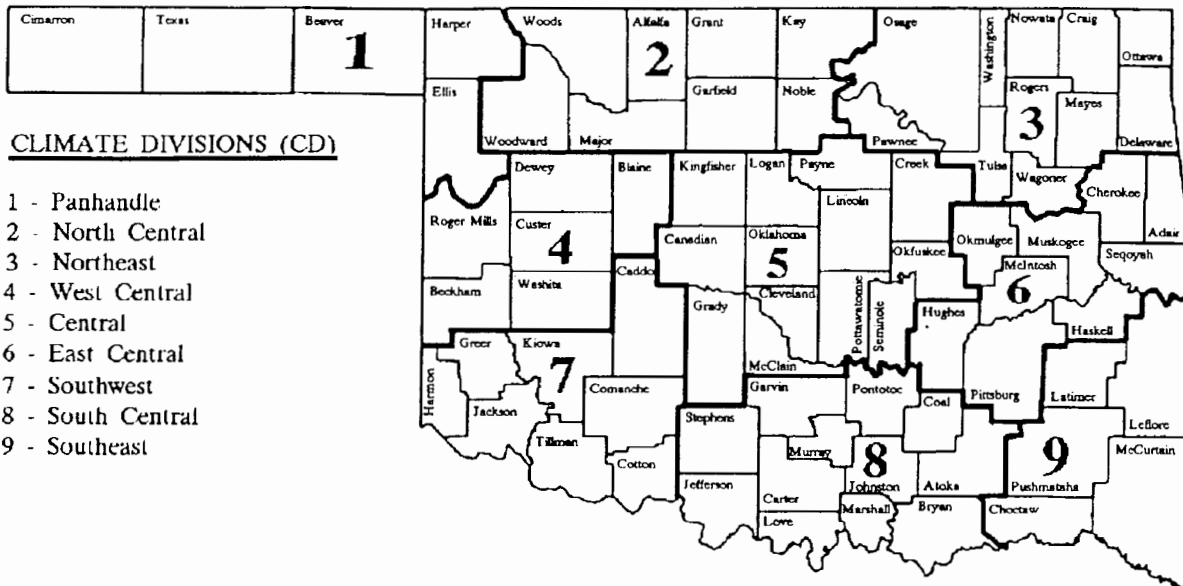 Cimarron Texas Beaver Harper Woods Alfalfa Grant Kay Osage Washington Nowata Craig Ottawa
1 2
Ellis Garfield Noble Rogers Mayes
3
CLIMATE DIVISIONS (CD)
Woodward Major Pawnee Delaware
Dewey Blaine Kingfisher Logan Payne Creek Tulsa Wagoner Cherokee
1 - Panhandle
Lincoln
2 - North Central
Roger Mills Custer Canadian Oklahoma Okfuskee Okmulgee Muskogee Adair
3 - Northeast
4 5
Sequoyah
4 - West Central
Caddo McIntosh
Beckham Washita Cleveland 6
5 - Central
Grady Pottawatomie Seminole Hughes Haskell
6 - East Central
Greer Kiowa McClain
7 - Southwest
7
Harmon Comanche Garvin Pontotoc Coal Pittsburg Latimer
8 - South Central
Jackson Stephens Leflore
9 - Southeast
Tillman Cotton Murray 8 9 McCurtain
Jefferson Carter Johnston Atoka Pushmataha
Marshall Bryan Choctaw
Love